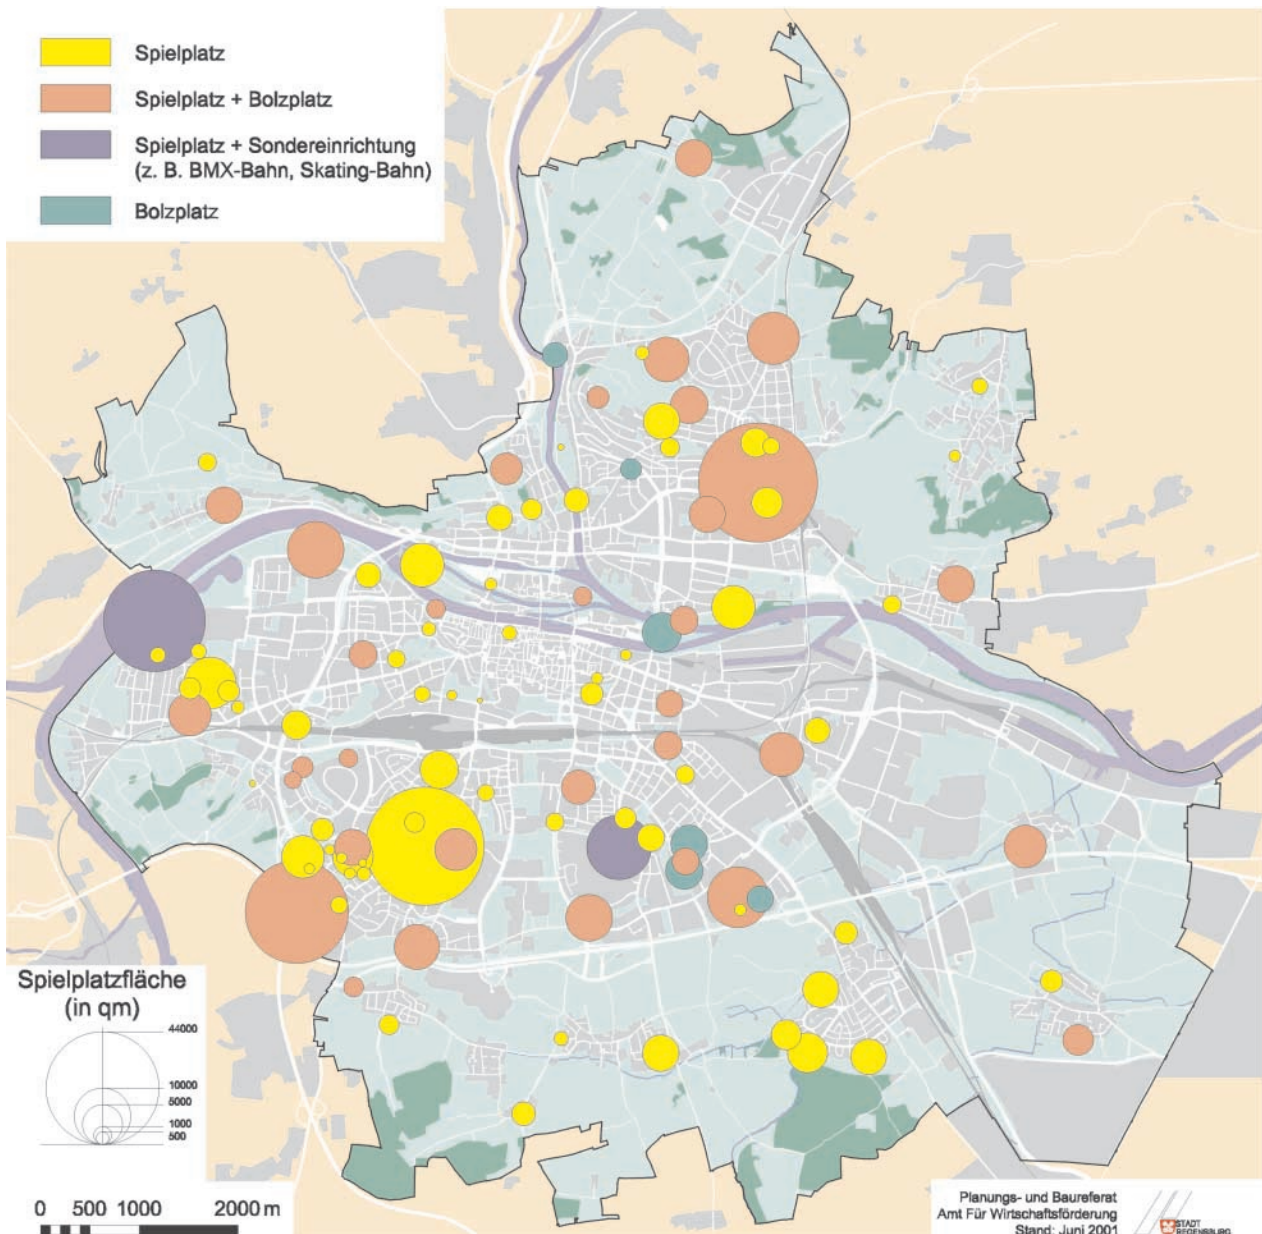 Spielplatz
Spielplatz + Bolzplatz
Spielplatz + Sondereinrichtung
(z. B. BMX-Bahn, Skating-Bahn)
Bolzplatz
Spielplatzfläche
(in qm)
44000
10000
5000
1000
500
0 500 1000 2000 m
Planungs- und Baureferat
Amt Für Wirtschaftsförderung
Stand: Juni 2001
STADT
REGENSBURG